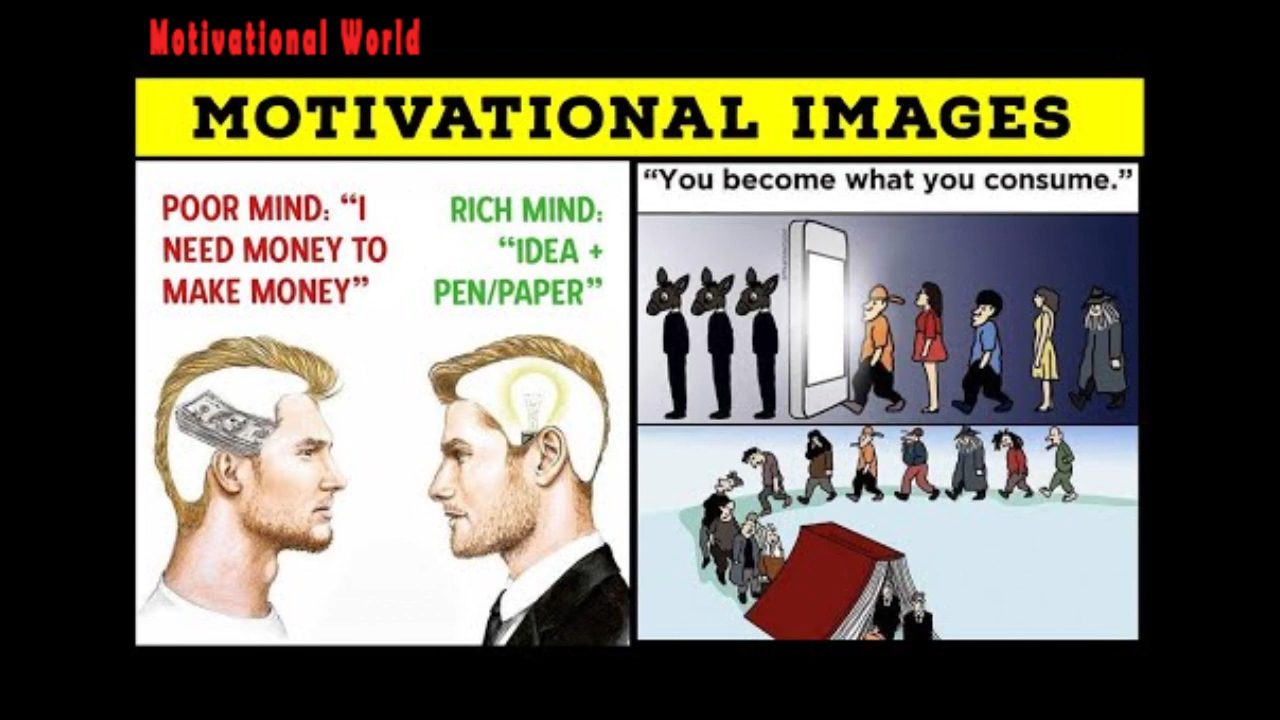 Motivational World
MOTIVATIONAL IMAGES
POOR MIND: “I
NEED MONEY TO
MAKE MONEY”
RICH MIND:
“IDEA +
PEN/PAPER”
“You become what you consume.”